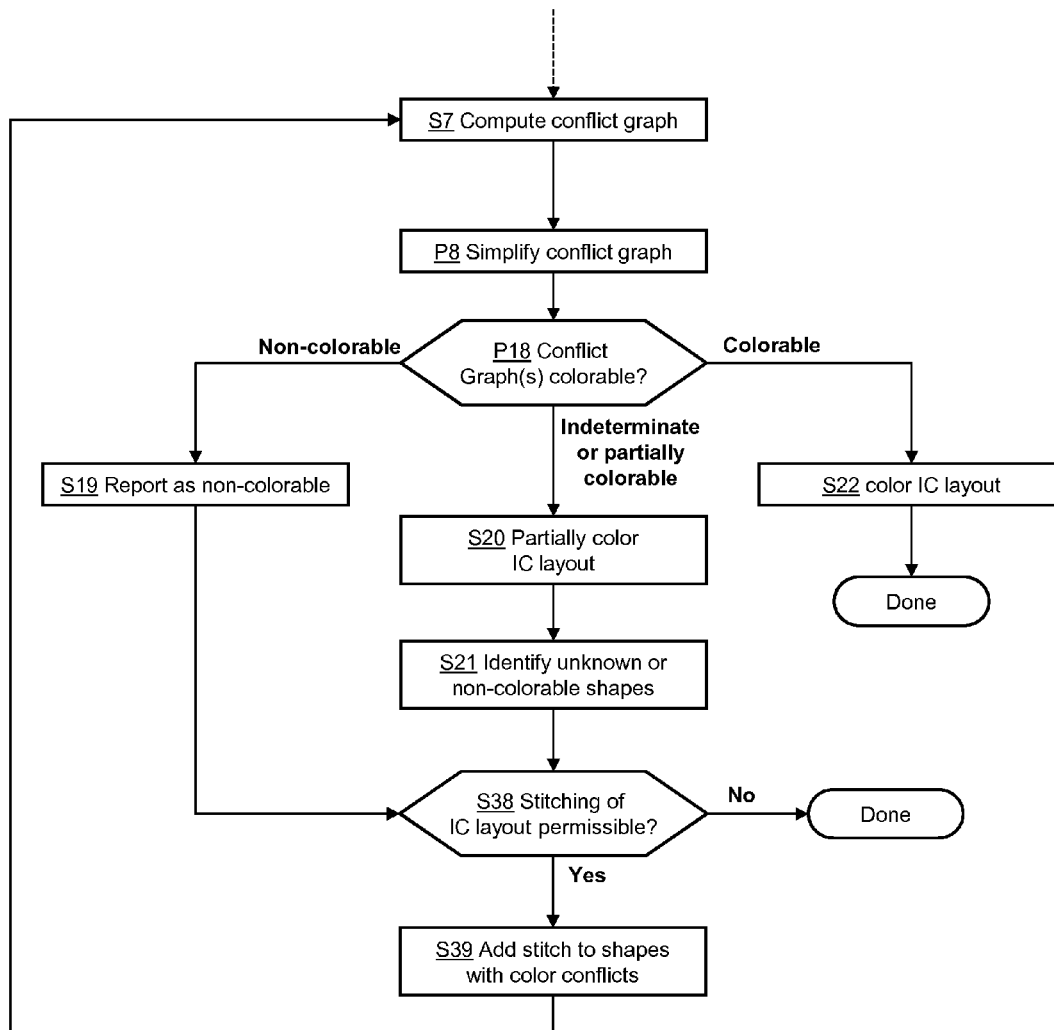 S7 Compute conflict graph
P8 Simplify conflict graph
Non-colorable
P18 Conflict
Graph(s) colorable?
Colorable
Indeterminate
or partially
colorable
S19 Report as non-colorable
S22 color IC layout
S20 Partially color
IC layout
Done
S21 Identify unknown or
non-colorable shapes
S38 Stitching of
IC layout permissible?
No
Done
Yes
S39 Add stitch to shapes
with color conflicts